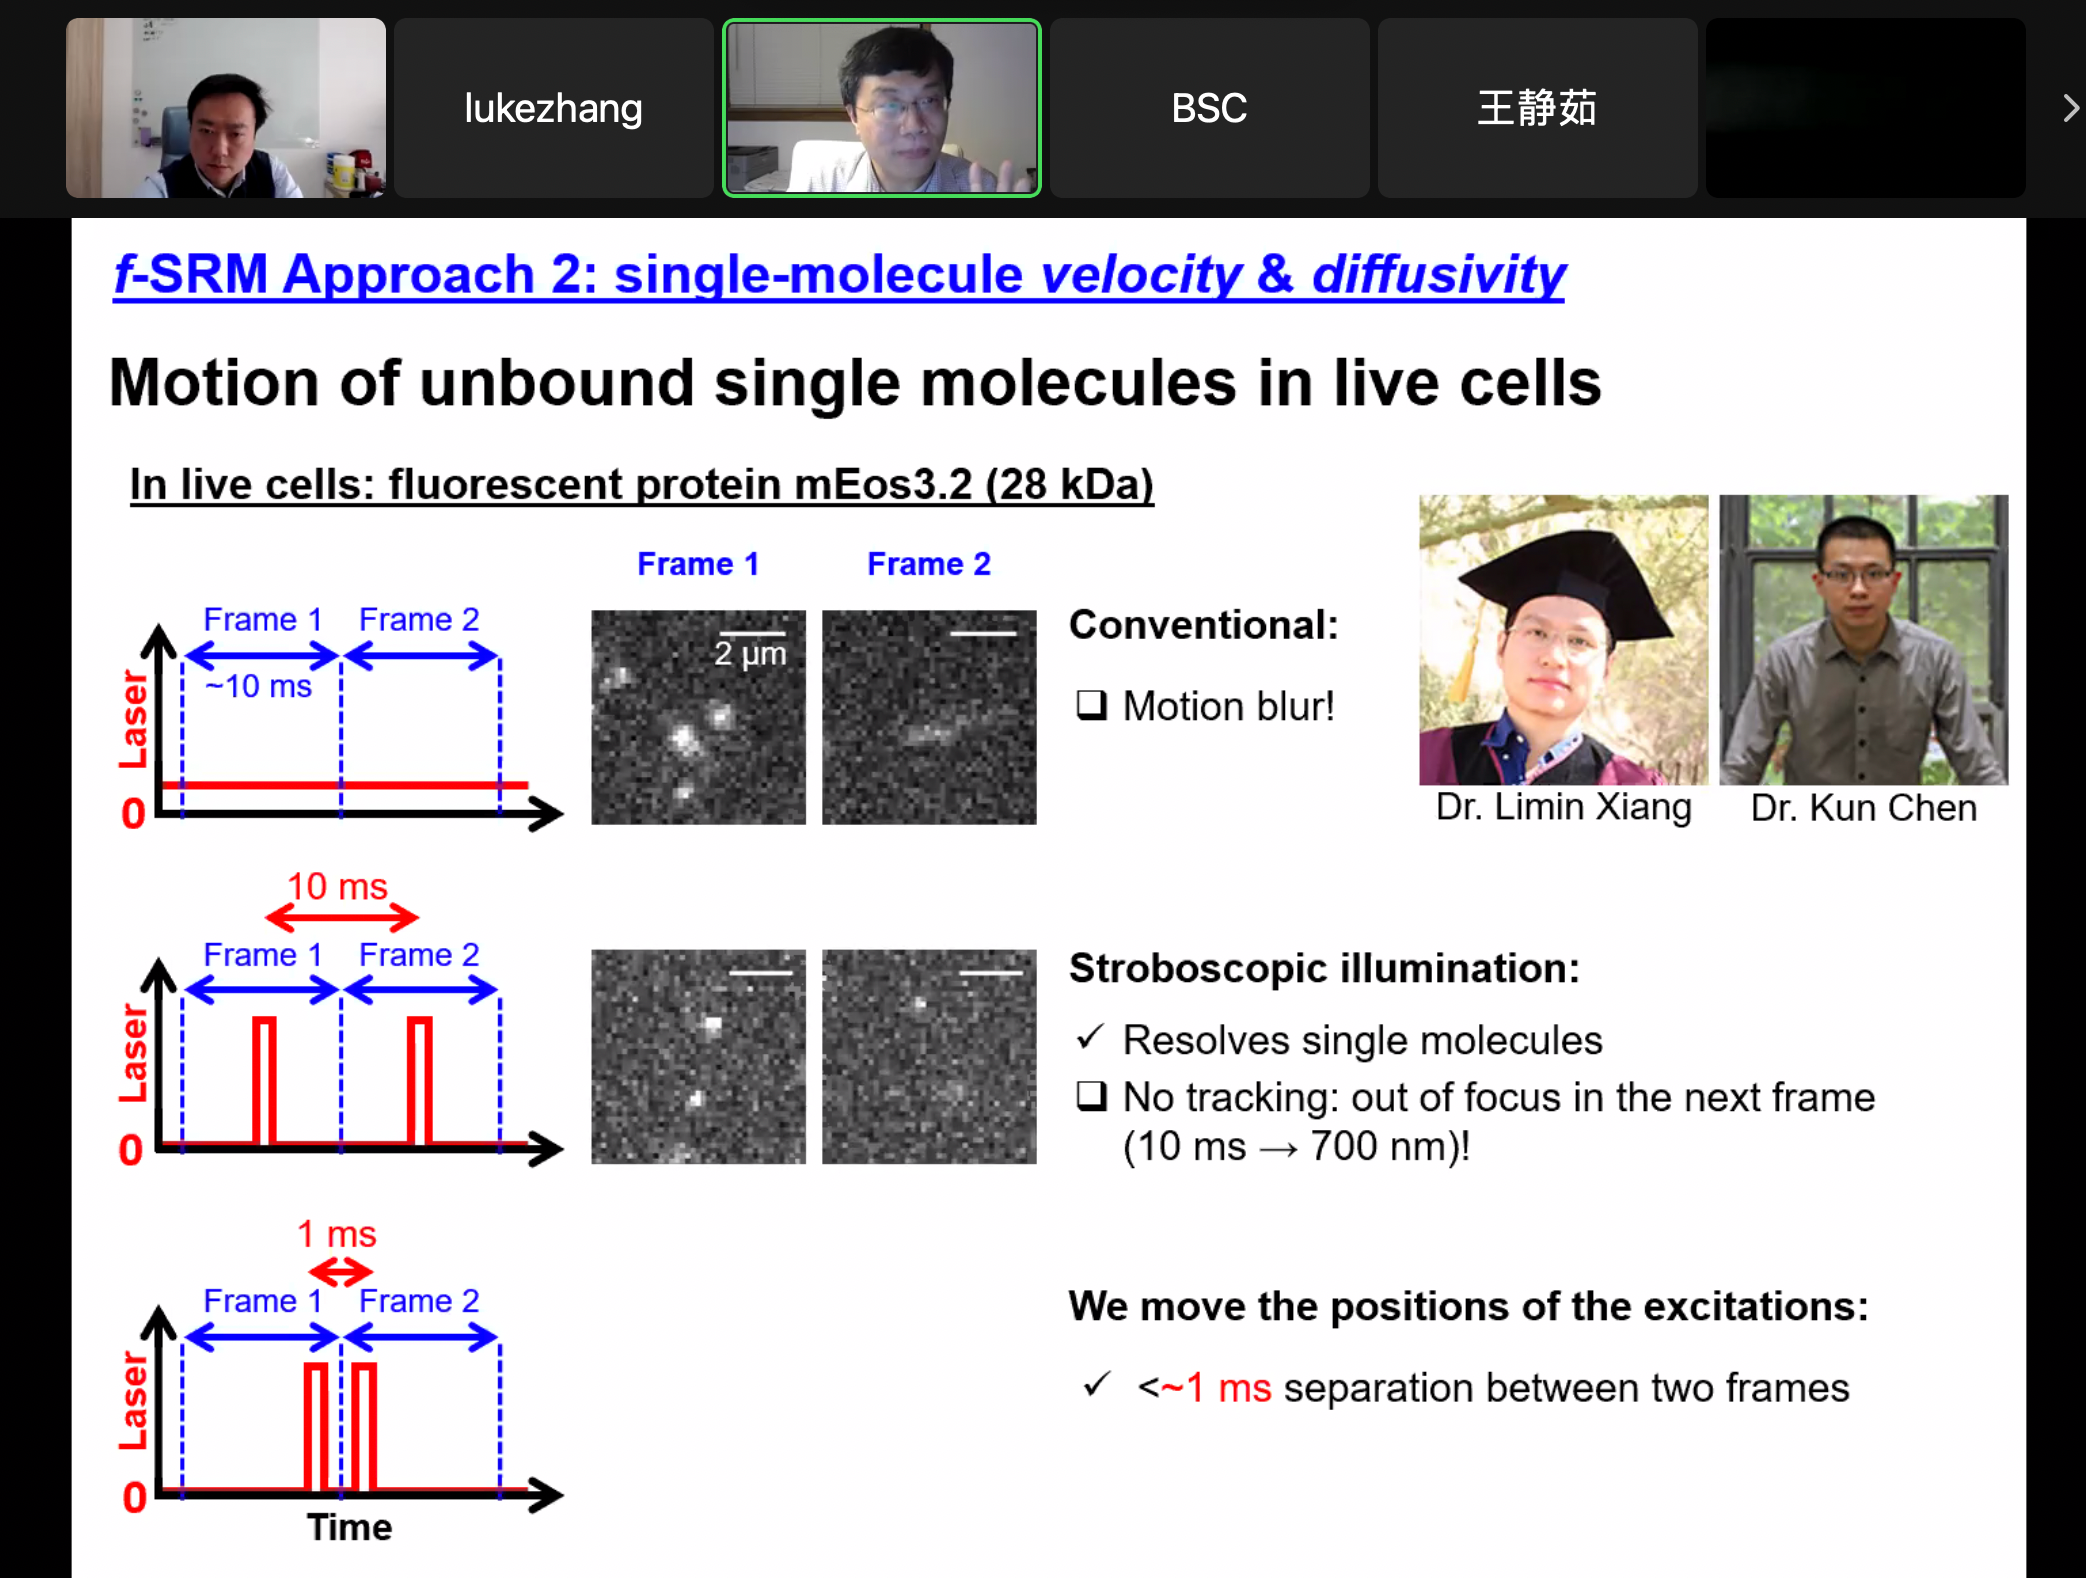 lukezhang
BSC
王静茹
f-SRM Approach 2: single-molecule velocity & diffusivity
Motion of unbound single molecules in live cells
In live cells: fluorescent protein mEos3.2 (28 kDa)
Frame 1 Frame 2
Frame 1 Frame 2
~10 ms
Laser
0
2 μm
Conventional:
❑ Motion blur!
Dr. Limin Xiang
Dr. Kun Chen
10 ms
Frame 1 Frame 2
Laser
0
Stroboscopic illumination:
✓ Resolves single molecules
❑ No tracking: out of focus in the next frame
(10 ms → 700 nm)!
1 ms
Frame 1 Frame 2
Laser
0
Time
We move the positions of the excitations:
✓ <~1 ms separation between two frames